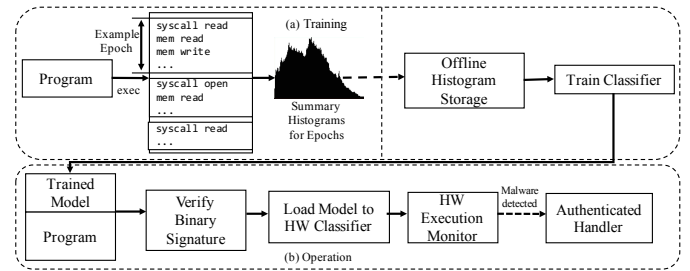 syscall read
mem read
mem write
...
Example
Epoch
(a) Training
Program
exec
syscall open
mem read
...
syscall read
...
Summary
Histograms
for Epochs
Offline
Histogram
Storage
Train Classifier
Trained
Model
Program
Verify
Binary
Signature
Load Model to
HW Classifier
HW
Execution
Monitor
Malware
detected
Authenticated
Handler
(b) Operation